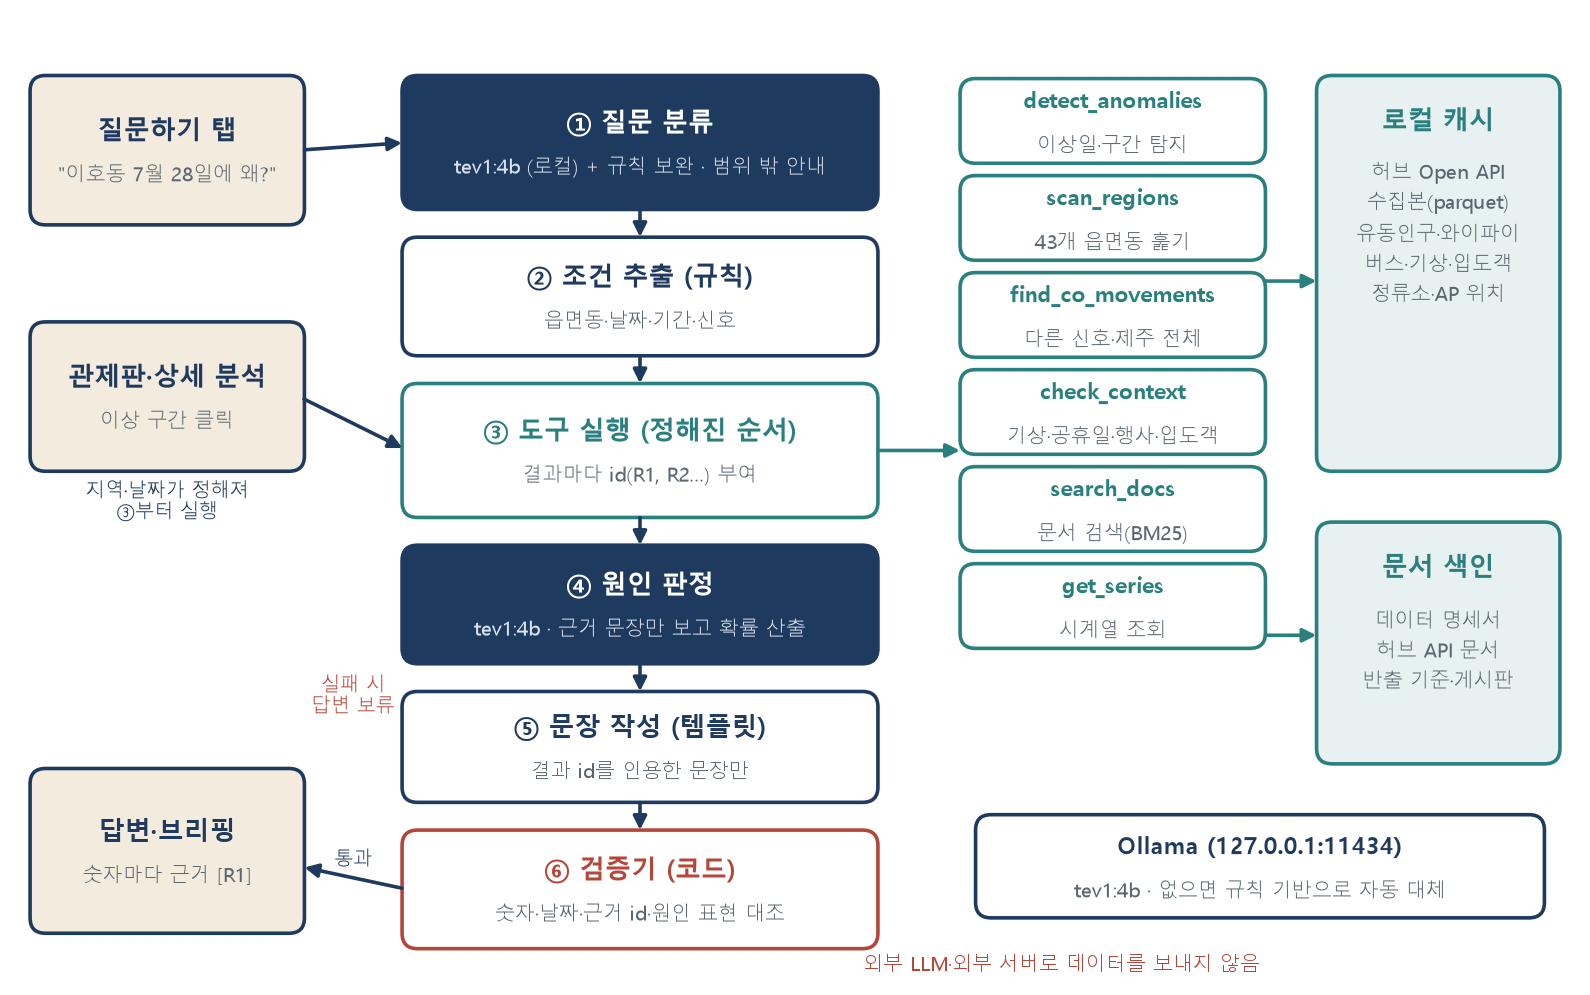 질문하기 탭
"이호동 7월 28일에 왜?"
관제판·상세 분석
이상 구간 클릭
지역·날짜가 정해져
③부터 실행
답변·브리핑
숫자마다 근거 [R1]
① 질문 분류
tev1:4b (로컬) + 규칙 보완 · 범위 밖 안내
② 조건 추출 (규칙)
읍면동·날짜·기간·신호
③ 도구 실행 (정해진 순서)
결과마다 id(R1, R2...) 부여
④ 원인 판정
tev1:4b · 근거 문장만 보고 확률 산출
실패 시
답변 보류
⑤ 문장 작성 (템플릿)
결과 id를 인용한 문장만
통과
⑥ 검증기 (코드)
숫자·날짜·근거 id·원인 표현 대조
detect_anomalies
이상일·구간 탐지
scan_regions
43개 읍면동 훑기
find_co_movements
다른 신호·제주 전체
check_context
기상·공휴일·행사·입도객
search_docs
문서 검색(BM25)
get_series
시계열 조회
로컬 캐시
허브 Open API
수집본(parquet)
유동인구·와이파이
버스·기상·입도객
정류소·AP 위치
문서 색인
데이터 명세서
허브 API 문서
반출 기준·게시판
Ollama (127.0.0.1:11434)
tev1:4b · 없으면 규칙 기반으로 자동 대체
외부 LLM·외부 서버로 데이터를 보내지 않음